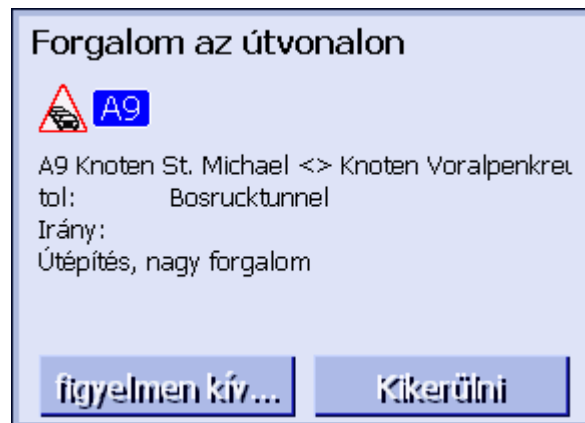 Forgalom az útvonalon
A9
A9 Knoten St. Michael <> Knoten Voralpenkreu
tol: Bosrucktunnel
Irány:
Útépítés, nagy forgalom
figyelmen kív... Kikerülni